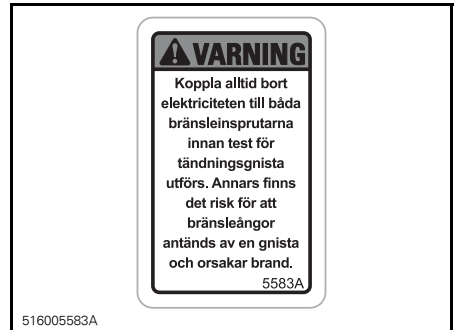 VARNING
Koppla alltid bort
elektriciteten till båda
bränsleinsprutarna
innan test för
tändningsgnista
utförs. Annars finns
det risk för att
bränsleångor
antänds av en gnista
och orsakar brand.
5583A
516005583A